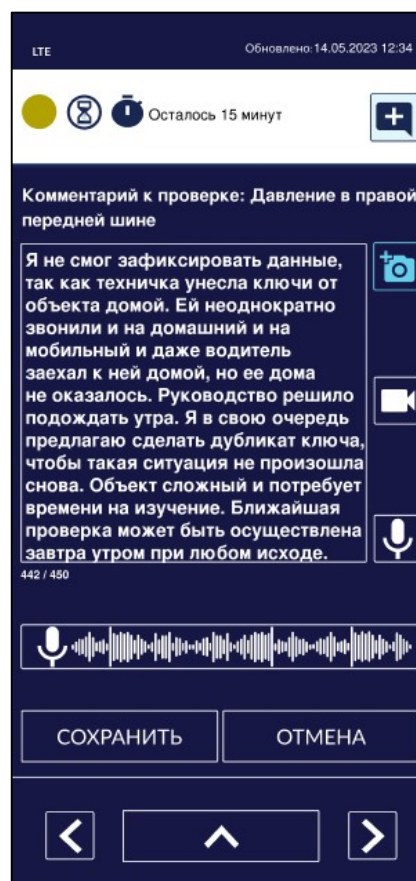 LTE
Обновлено:14.05.2023 12:34
Осталось 15 минут
Комментарий к проверке: Давление в правой
передней шине
Я не смог зафиксировать данные,
так как техничка унесла ключи от
объекта домой. Ей неоднократно
звонили и на домашний и на
мобильный и даже водитель
заехал к ней домой, но ее дома
не оказалось. Руководство решило
подождать утра. Я в свою очередь
предлагаю сделать дубликат ключа,
чтобы такая ситуация не произошла
снова. Объект сложный и потребует
времени на изучение. Ближайшая
проверка может быть осуществлена
завтра утром при любом исходе.
442 / 450
СОХРАНИТЬ
ОТМЕНА